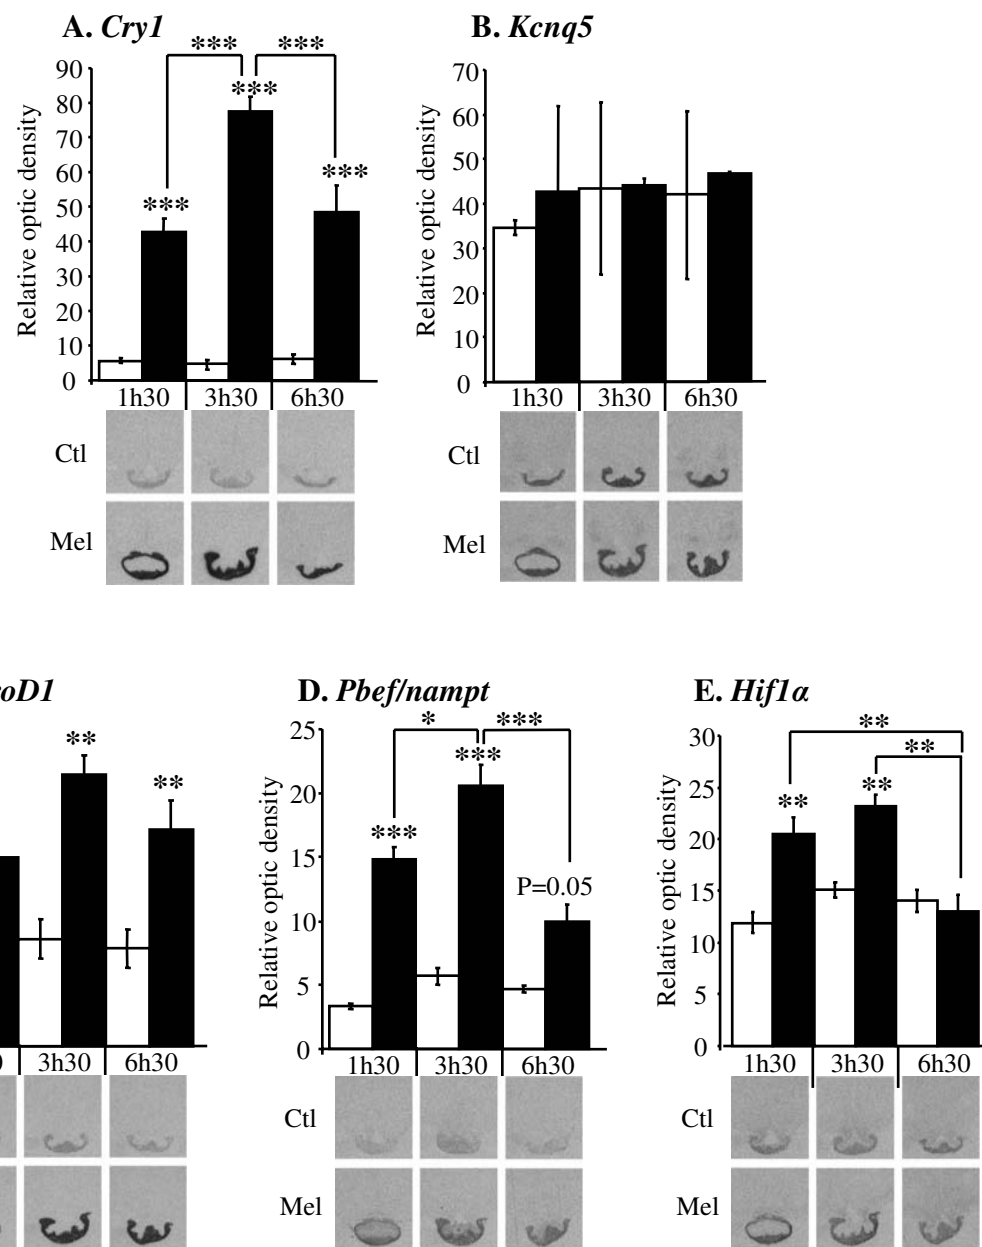 A. Cry1
B. Kcnq5
*** ***
***
***
***
Relative optic density
90
80
70
60
50
40
30
20
10
0
1h30 3h30 6h30
Ctl
Mel
Relative optic density
70
60
50
40
30
20
10
0
1h30 3h30 6h30
Ctl
Mel
oD1
**
**
3h30 6h30
D. Pbef/nampt
* ***
***
***
P=0.05
Relative optic density
25
20
15
10
5
0
1h30 3h30 6h30
Ctl
Mel
E. Hif1α
**
**
**
**
Relative optic density
30
25
20
15
10
5
0
1h30 3h30 6h30
Ctl
Mel